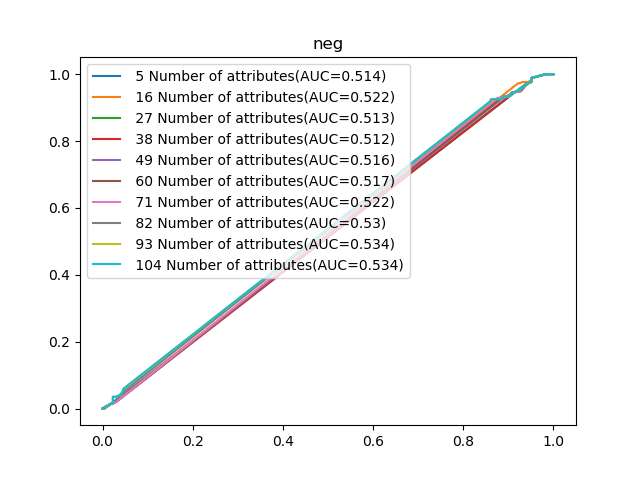 neg
1.0
0.8
0.6
0.4
0.2
0.0
5 Number of attributes(AUC=0.514)
16 Number of attributes(AUC=0.522)
27 Number of attributes(AUC=0.513)
38 Number of attributes(AUC=0.512)
49 Number of attributes(AUC=0.516)
60 Number of attributes(AUC=0.517)
71 Number of attributes(AUC=0.522)
82 Number of attributes(AUC=0.53)
93 Number of attributes(AUC=0.534)
104 Number of attributes(AUC=0.534)
0.0 0.2 0.4 0.6 0.8 1.0